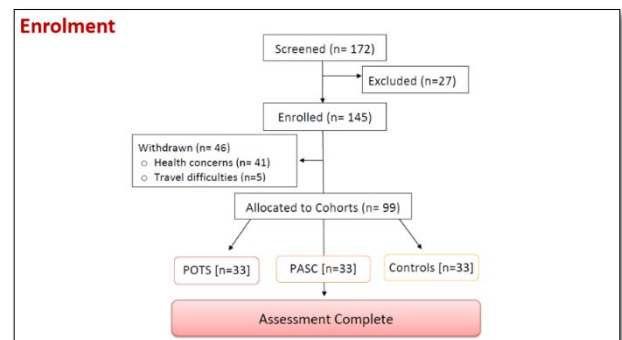 Enrolment
Screened (n= 172)
Excluded (n=27)
Enrolled (n= 145)
Withdrawn (n= 46)
o Health concerns (n= 41)
o Travel difficulties (n=5)
Allocated to Cohorts (n= 99)
POTS [n=33]
PASC [n=33]
Controls [n=33]
Assessment Complete